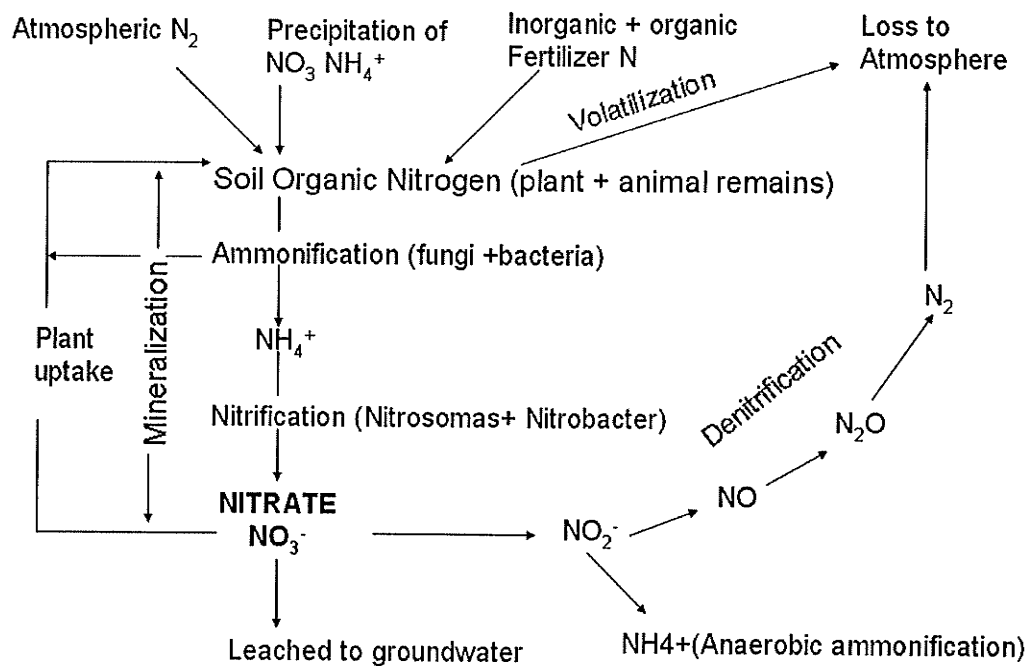 Atmospheric N₂
Precipitation of
NO₃ NH₄⁺
Inorganic + organic
Fertilizer N
Loss to
Atmosphere
Volatilization
Soil Organic Nitrogen (plant + animal remains)
Ammonification (fungi +bacteria)
Mineralization
Plant
uptake
NH₄⁺
N₂
Denitrification
Nitrification (Nitrosomas+ Nitrobacter)
N₂O
NO
NITRATE
NO₃⁻
NO₂⁻
Leached to groundwater
NH4+(Anaerobic ammonification)